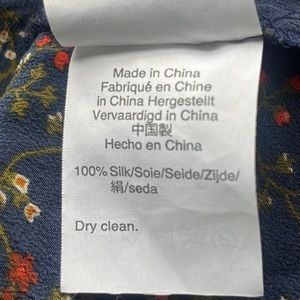 Made in China
Fabriqué en Chine
in China Hergestellt
Vervaardigd in China
中国製
Hecho en China
100% Silk/Soie/Seide/Zijde/
絹/seda
Dry clean.